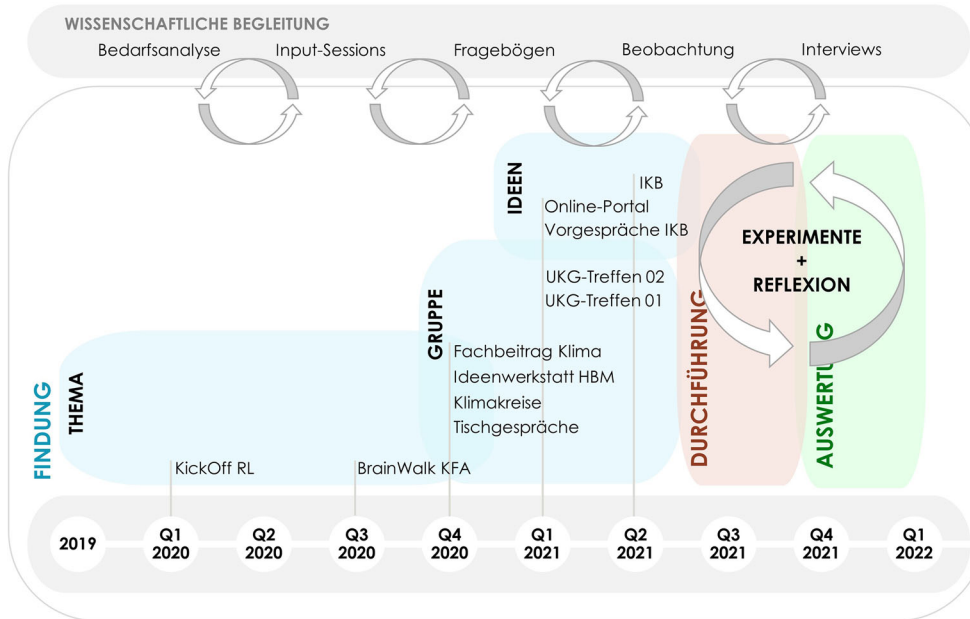 WISSENSCHAFTLICHE BEGLEITUNG
Bedarfsanalyse
Input-Sessions
Fragebögen
Beobachtung
Interviews
IDEEN
IKB
Online-Portal
Vorgespräche IKB
EXPERIMENTE
+
REFLEXION
GRUPPE
UKG-Treffen 02
UKG-Treffen 01
Fachbeitrag Klima
Ideenwerkstatt HBM
Klimakreise
Tischgespräche
FINDUNG
THEMA
KickOff RL
BrainWalk KFA
DURCHFÜHRUNG
AUSWERTUNG
2019
Q1
2020
Q2
2020
Q3
2020
Q4
2020
Q1
2021
Q2
2021
Q3
2021
Q4
2021
Q1
2022